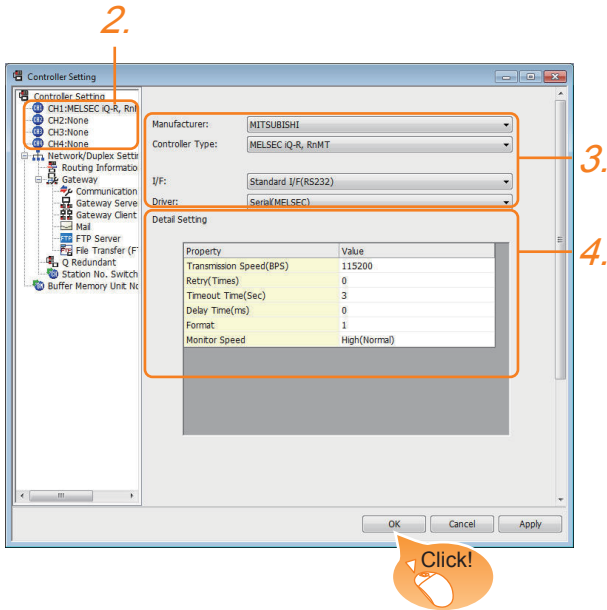 2.
Controller Setting
Controller Setting
CH1:MELSEC iQ-R, RnM
CH2:None
CH3:None
CH4:None
Network/Duplex Settin
Routing Informatio
Gateway
Communication
Gateway Serve
Gateway Client
Mail
FTP FTP Server
File Transfer (F
Q Redundant
Station No. Switch
Buffer Memory Unit No
Manufacturer: MITSUBISHI
Controller Type: MELSEC iQ-R, RnMT
I/F: Standard I/F(RS232)
Driver: Serial(MELSEC)
3.
Detail Setting
4.
Property Value
Transmission Speed(BPS) 115200
Retry(Times) 0
Timeout Time(Sec) 3
Delay Time(ms) 0
Format 1
Monitor Speed High(Normal)
OK Cancel Apply
Click!